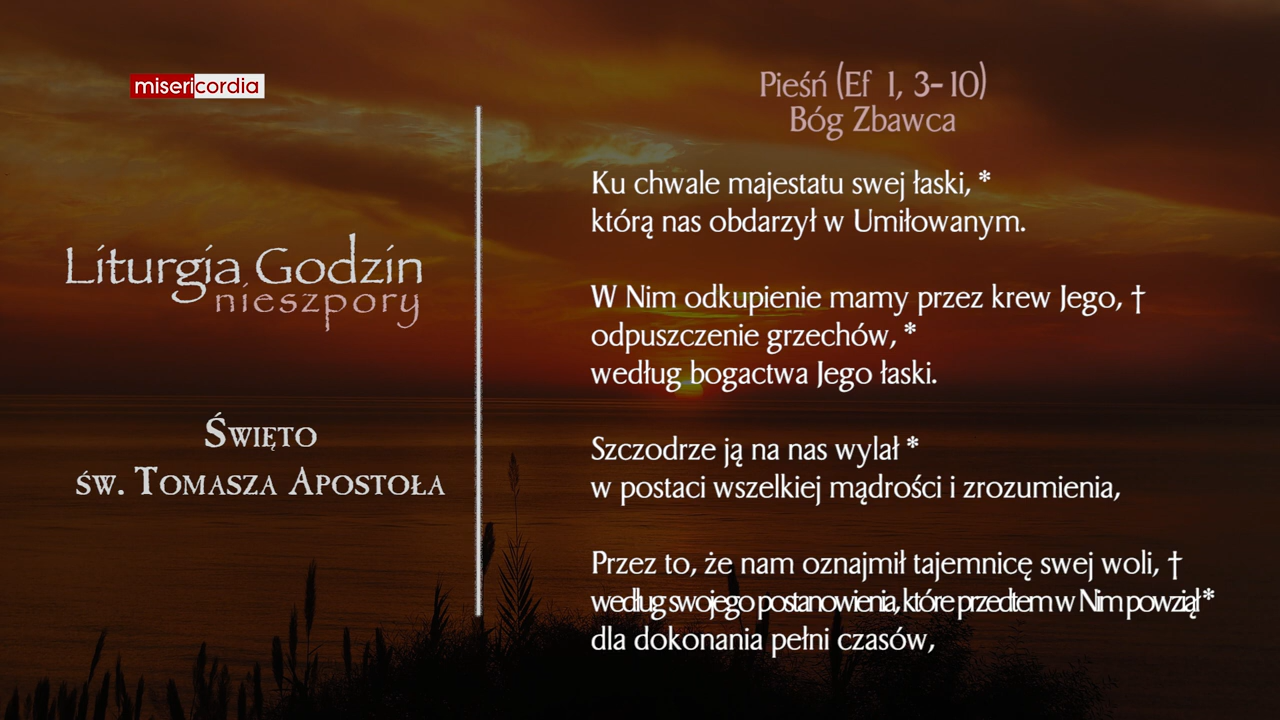 misericordia
Liturgia Godzin
nieszpory
Święto
św. Tomasza Apostoła
Pieśń (Ef 1, 3-10)
Bóg Zbawca
Ku chwale majestatu swej łaski, *
którą nas obdarzył w Umiłowanym.
W Nim odkupienie mamy przez krew Jego, †
odpuszczenie grzechów, *
według bogactwa Jego łaski.
Szczodrze ją na nas wylał *
w postaci wszelkiej mądrości i zrozumienia,
Przez to, że nam oznajmił tajemnicę swej woli, †
według swojego postanowienia, które przedtem w Nim powziął *
dla dokonania pełni czasów,